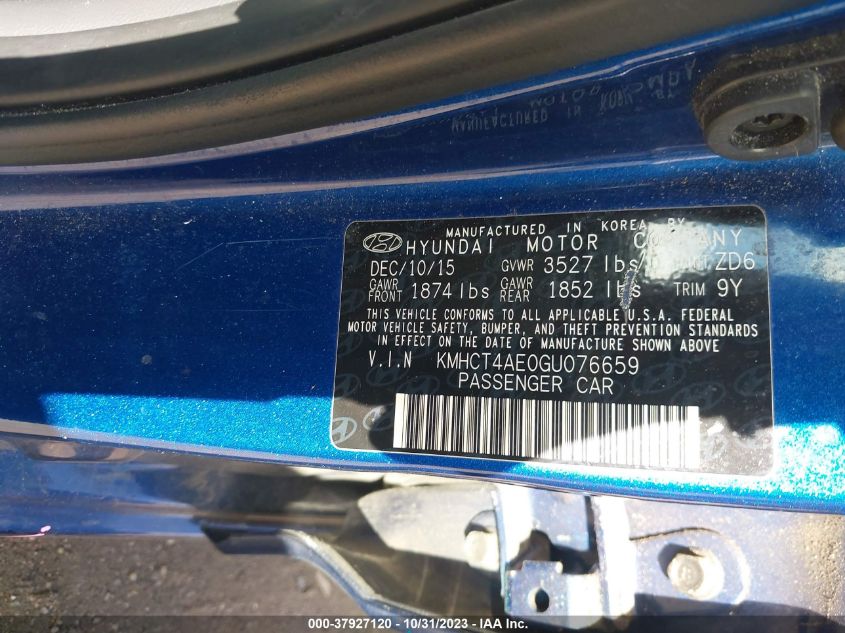 MANUFACTURED IN KOREA BY
HYUNDAI MOTOR COMPANY
DEC/10/15 GVWR 3527 lbs ZD6
GAWR FRONT 1874 lbs GAWR REAR 1852 lbs TRIM 9Y
THIS VEHICLE CONFORMS TO ALL APPLICABLE U.S.A. FEDERAL
MOTOR VEHICLE SAFETY, BUMPER, AND THEFT PREVENTION STANDARDS
IN EFFECT ON THE DATE OF MANUFACTURE SHOWN ABOVE
V.I.N KMHCT4AE0GU076659
PASSENGER CAR
000-37927120 - 10/31/2023 - IAA Inc.